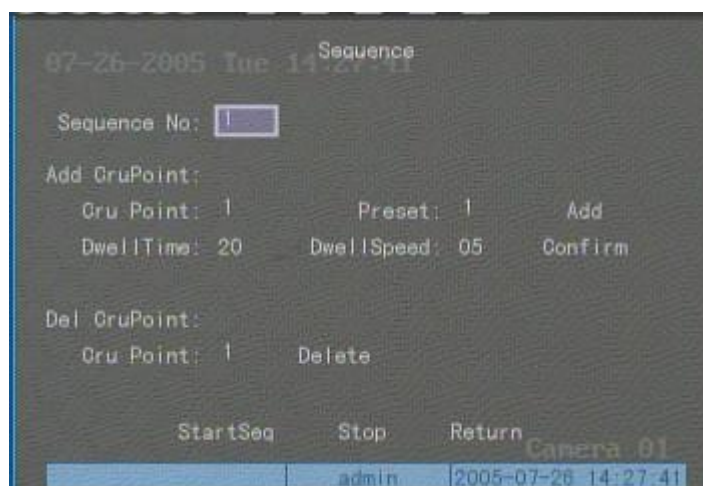 Sequence
07-26-2005 Tue 14:27:41
Sequence No: 1
Add CruPoint:
Cru Point: 1 Preset: 1 Add
DwellTime: 20 DwellSpeed: 05 Confirm
Del CruPoint:
Cru Point: 1 Delete
StartSeq Stop Return
Camera 01
admin 2005-07-26 14:27:41